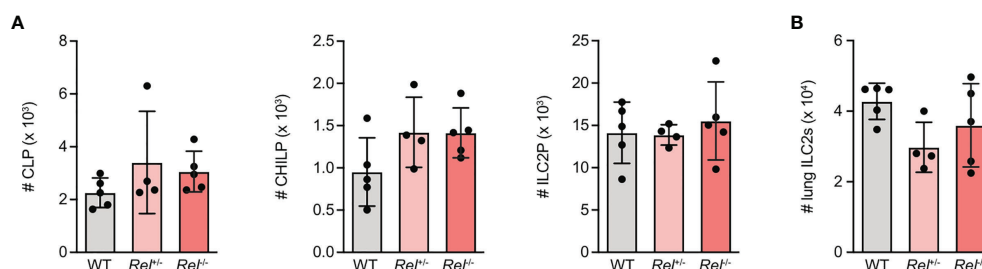 A
B
# CLP (x 10³)
8
6
4
2
0
WT Rel+/- Rel-/-
# CHILP (x 10³)
2.5
2.0
1.5
1.0
0.5
0.0
WT Rel+/- Rel-/-
# ILC2P (x 10³)
25
20
15
10
5
0
WT Rel+/- Rel-/-
# lung ILC2s (x 10⁴)
6
4
2
0
WT Rel+/-